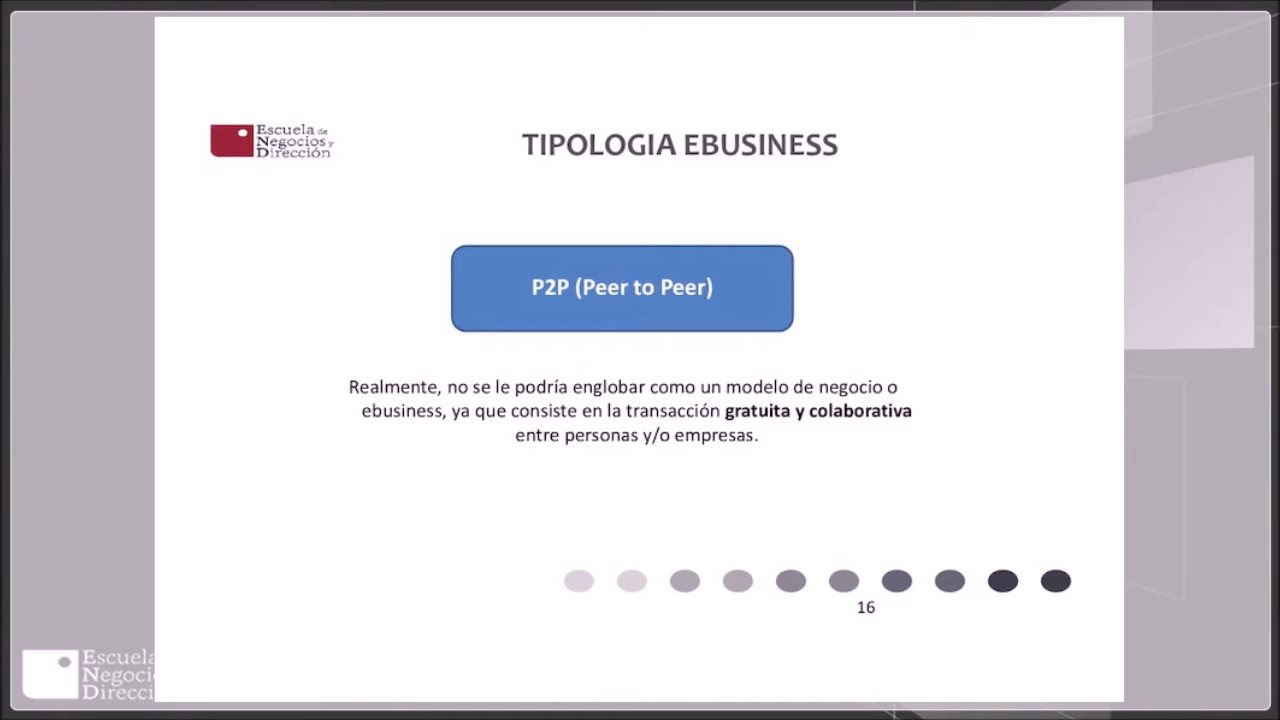 Escuela de
Negocios y
Dirección
TIPOLOGIA EBUSINESS
P2P (Peer to Peer)
Realmente, no se le podría englobar como un modelo de negocio o
ebusiness, ya que consiste en la transacción gratuita y colaborativa
entre personas y/o empresas.
16
Escuela
Negoci
Direcci